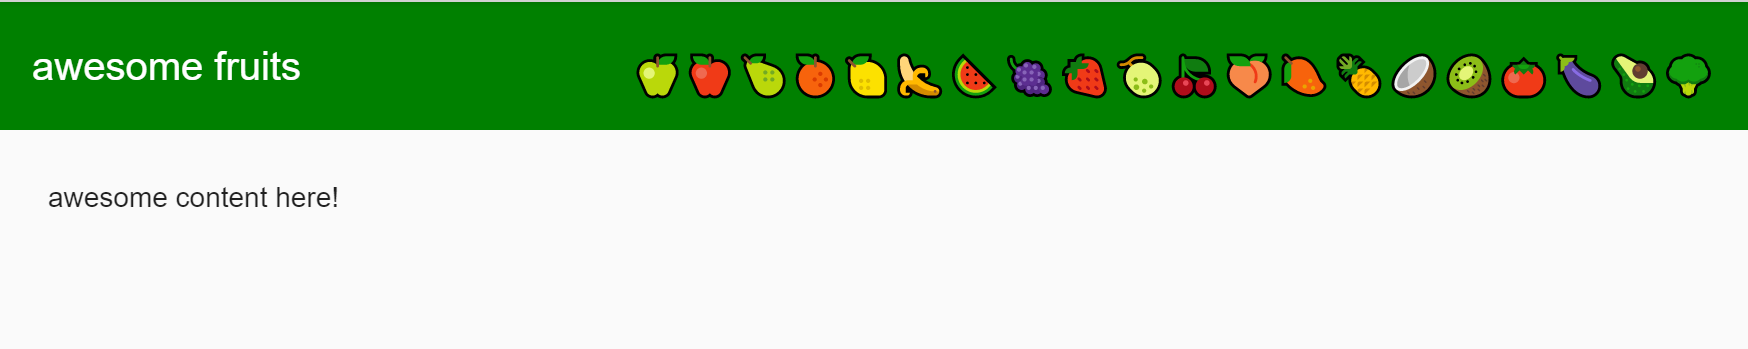 awesome fruits 🍏🍎🍐🍊🍋🍌🍉🍇🍓🍈🍒🍑🥭🍍🥥🥝🍅🍆🥑🥦
awesome content here!